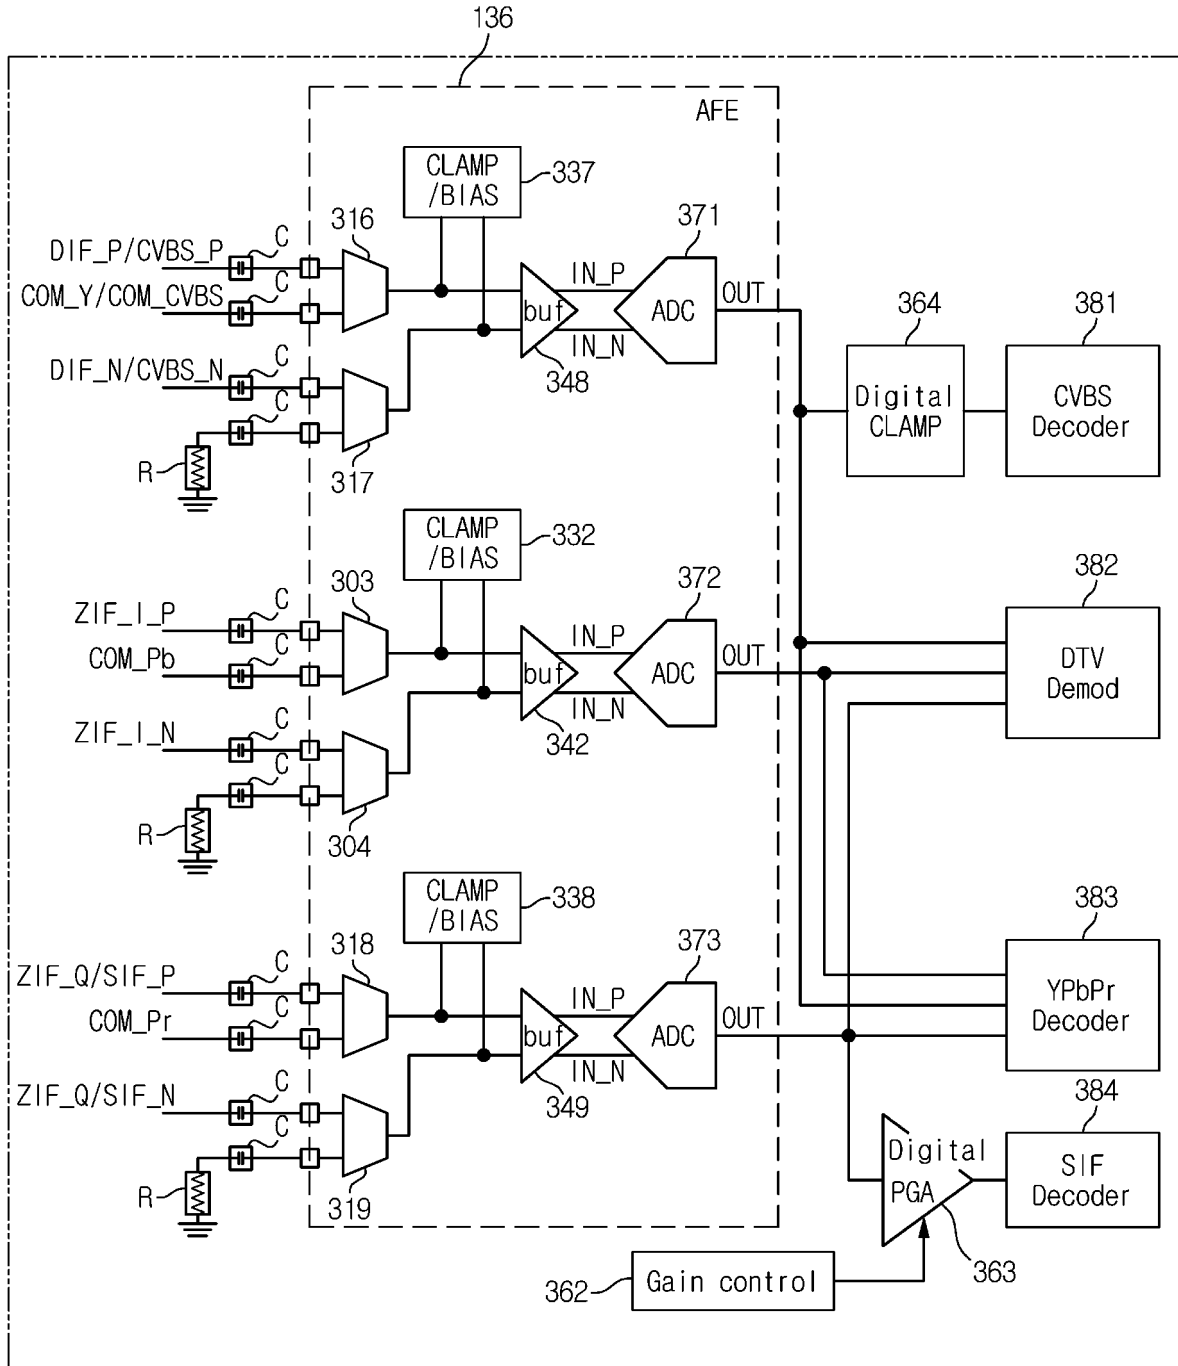 136
AFE
CLAMP
/BIAS
337
316
371
DIF_P/CVBS_P
C
COM_Y/COM_CVBS
C
IN_P
buf
ADC
OUT
IN_N
348
364
381
DIF_N/CVBS_N
C
C
Digital
CLAMP
CVBS
Decoder
R
317
CLAMP
/BIAS
332
303
372
382
ZIF_I_P
C
COM_Pb
C
IN_P
buf
ADC
OUT
IN_N
342
DTV
Demod
ZIF_I_N
C
C
R
304
CLAMP
/BIAS
338
318
373
383
ZIF_Q/SIF_P
C
COM_Pr
C
IN_P
buf
ADC
OUT
IN_N
349
YPbPr
Decoder
ZIF_Q/SIF_N
C
C
R
319
384
Digital
PGA
SIF
Decoder
363
362
Gain control